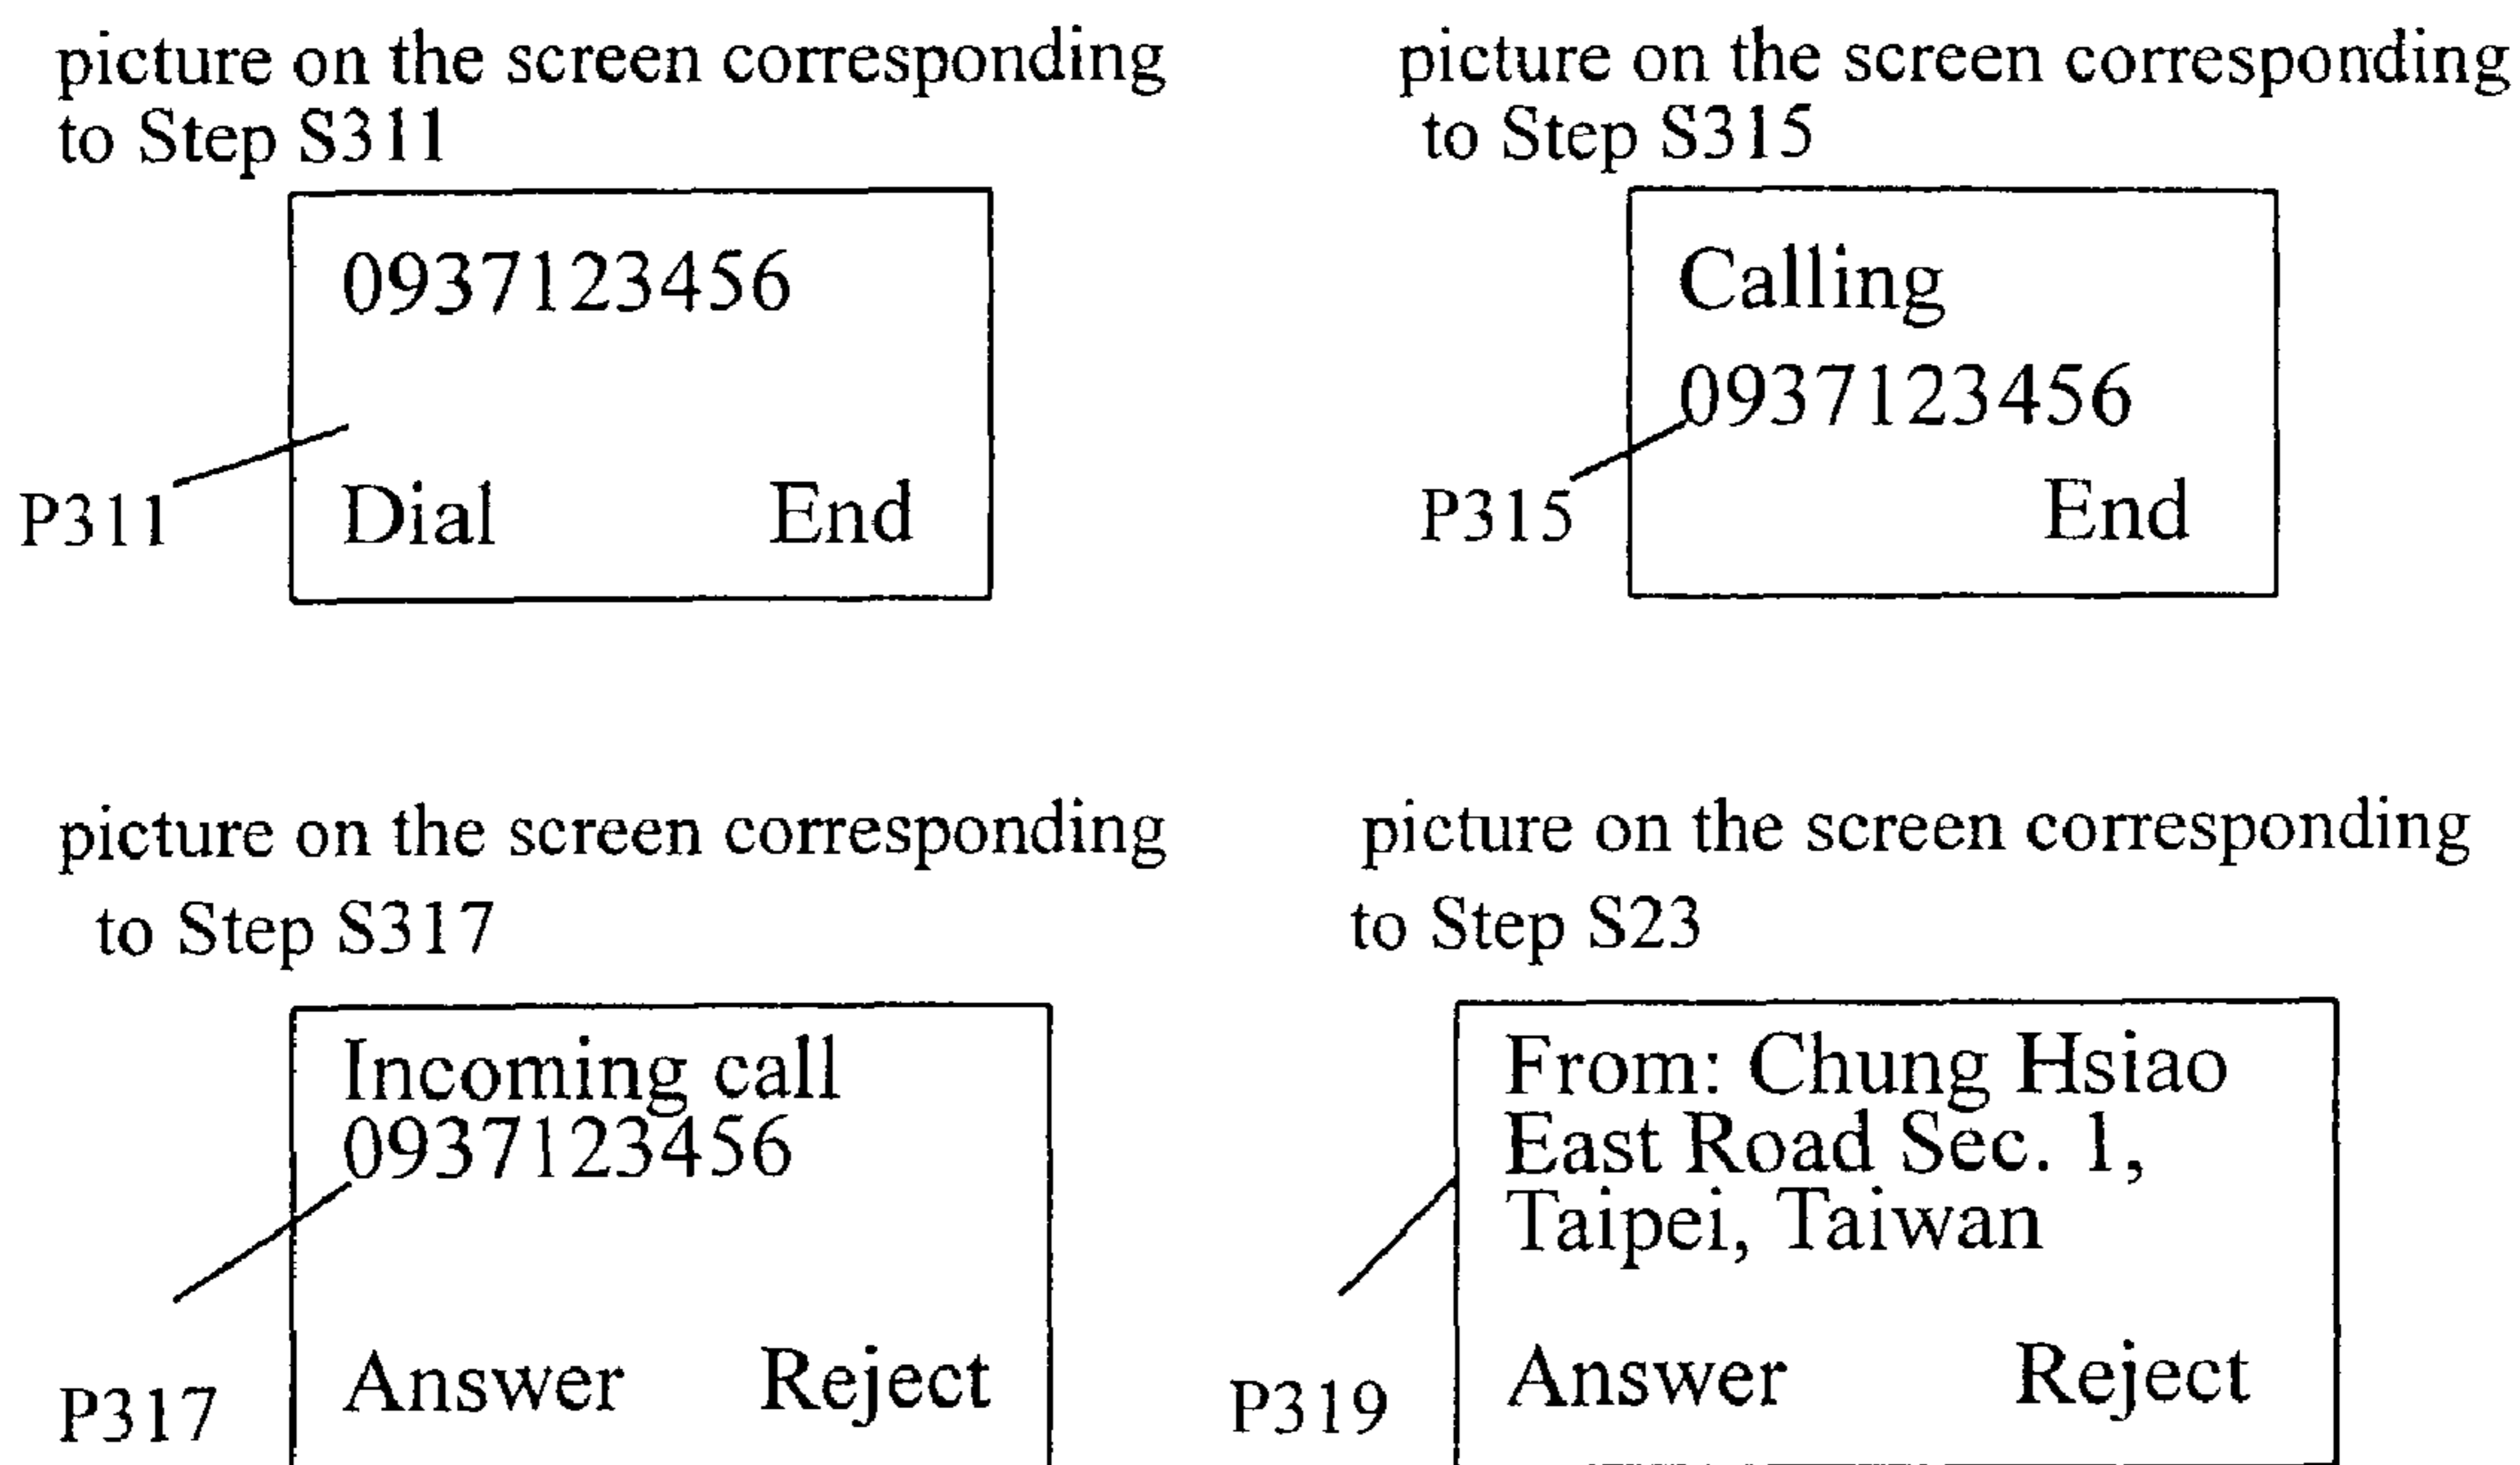 picture on the screen corresponding
to Step S311
0937123456
P311
Dial End
picture on the screen corresponding
to Step S315
Calling
0937123456
P315
End
picture on the screen corresponding
to Step S317
Incoming call
0937123456
P317
Answer Reject
picture on the screen corresponding
to Step S23
From: Chung Hsiao
East Road Sec. 1,
Taipei, Taiwan
P319
Answer Reject